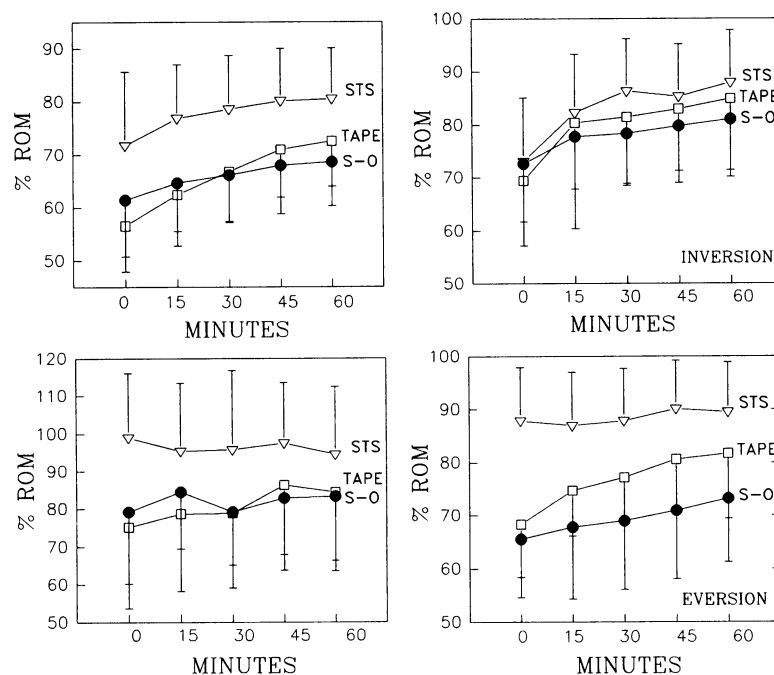 % ROM
90
80
70
60
50
STS
TAPE
S-O
0 15 30 45 60
MINUTES
% ROM
100
90
80
70
60
50
STS
TAPE
S-O
INVERSION
0 15 30 45 60
MINUTES
% ROM
120
110
100
90
80
70
60
50
STS
TAPE
S-O
0 15 30 45 60
MINUTES
% ROM
100
90
80
70
60
50
STS
TAPE
S-O
EVERSION
0 15 30 45 60
MINUTES